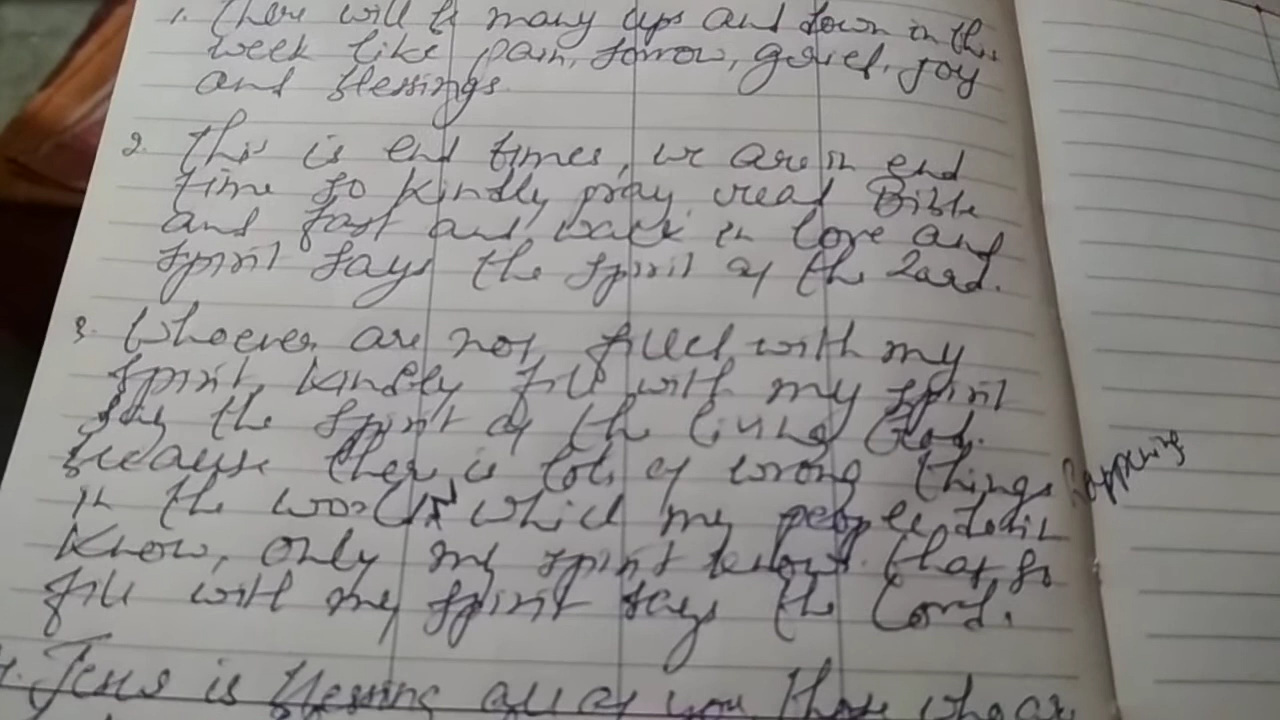 1. There will be many ups and down in this
week like pain, sorrow, grief, joy
and blessings.
2. This is end times, we are in end
time so kindly pray read Bible
and fast and walk in love and
spirit says the spirit of the Lord.
3. Whoever are not filled with my
spirit, kindly fill with my spirit
say the spirit of the living God.
because there is lots of wrong things happening
in the world which my people don't
know, only my spirit knows that, so
fill with my spirit says the Lord.
4. Jesus is blessing all of you those who are